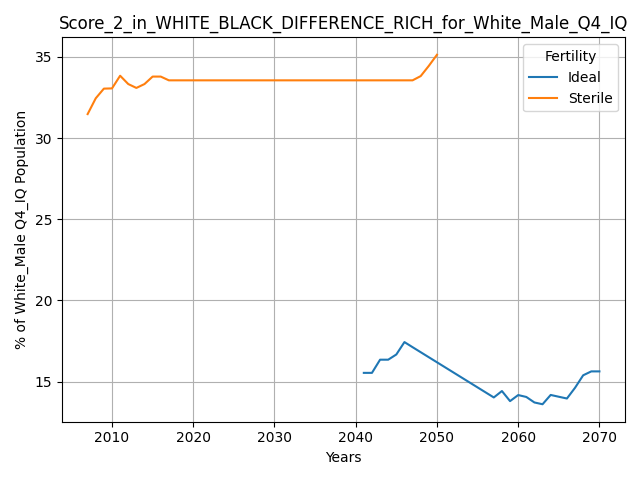 Score_2_in_WHITE_BLACK_DIFFERENCE_RICH_for_White_Male_Q4_IQ
% of White_Male Q4_IQ Population
35
30
25
20
15
Fertility
Ideal
Sterile
2010 2020 2030 2040 2050 2060 2070
Years